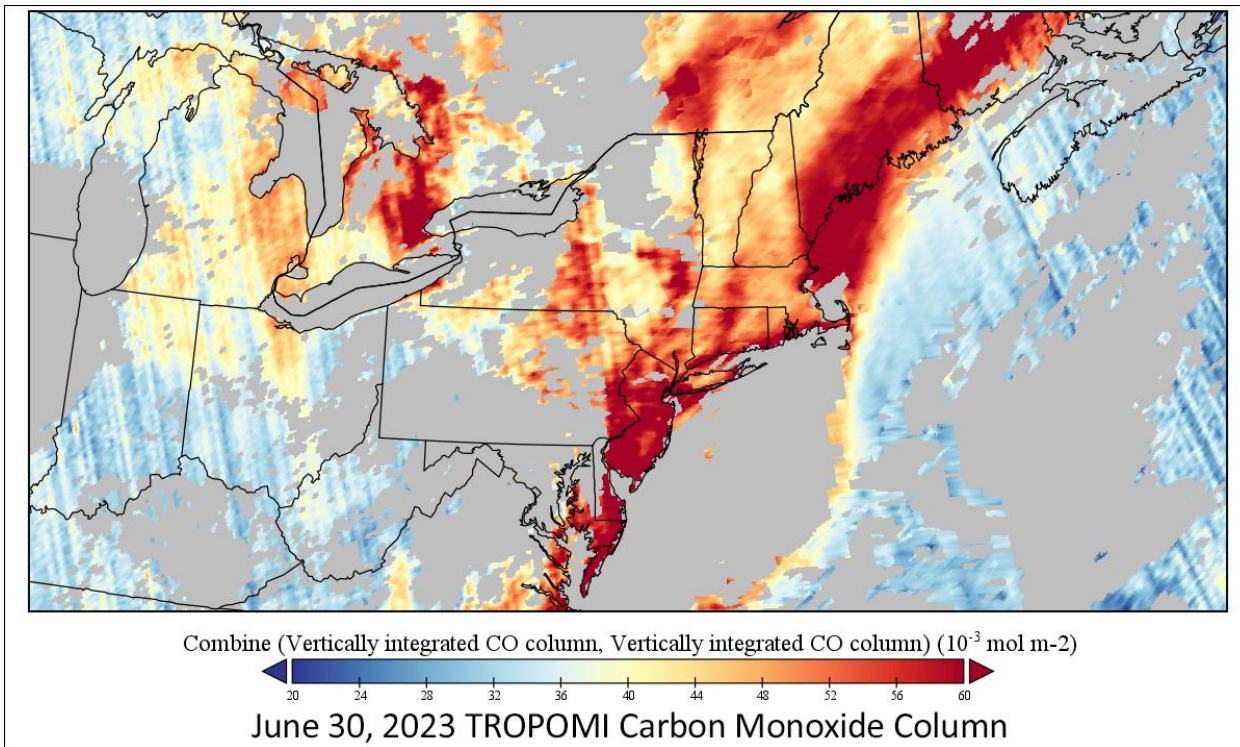 Combine (Vertically integrated CO column, Vertically integrated CO column) (10⁻³ mol m-2)
20 24 28 32 36 40 44 48 52 56 60
June 30, 2023 TROPOMI Carbon Monoxide Column